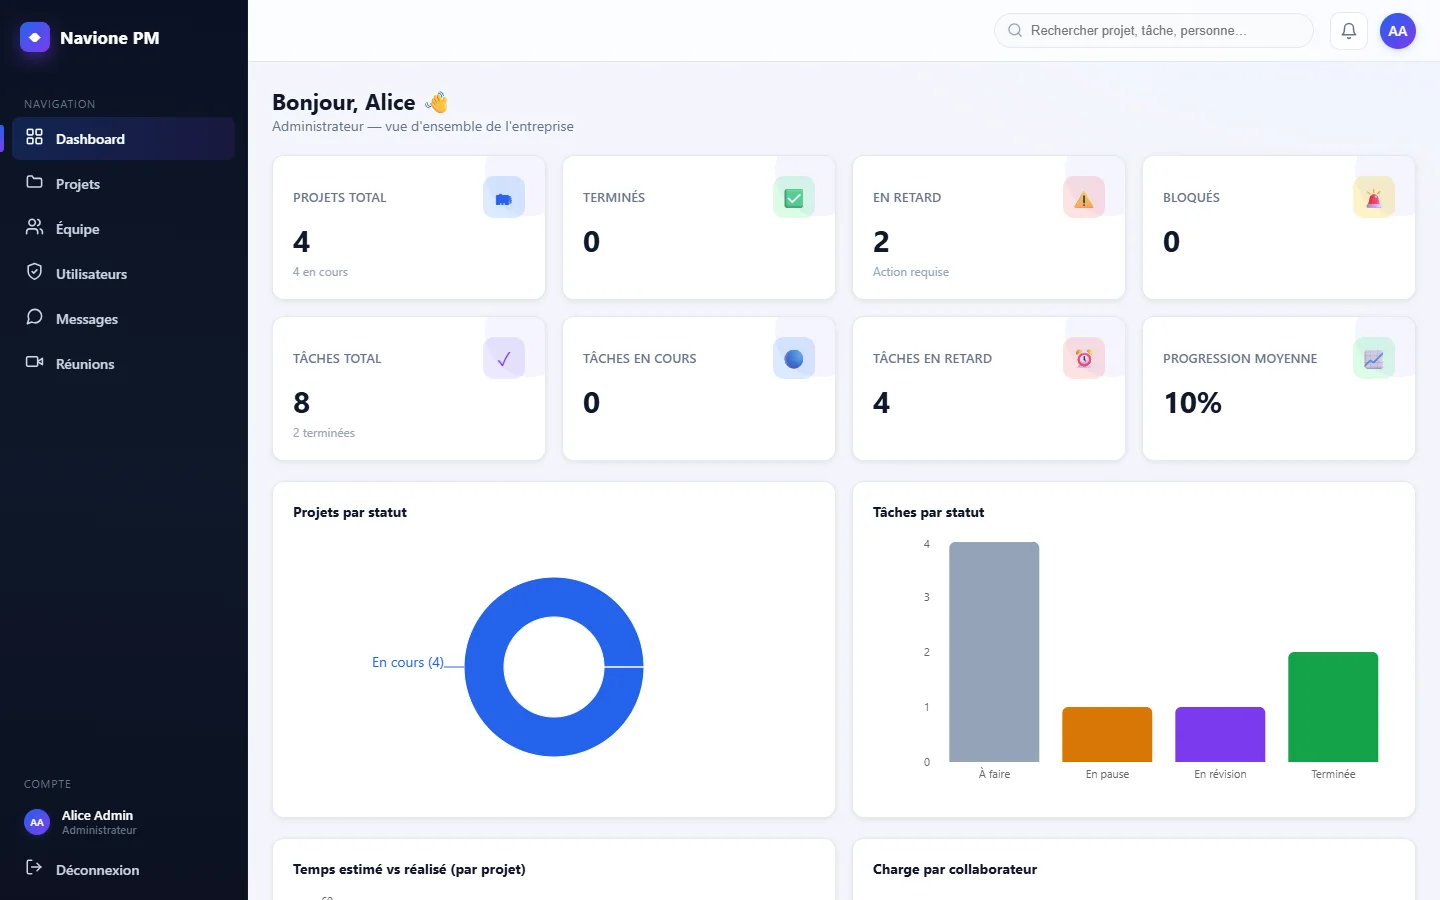 Navione PM
Rechercher projet, tâche, personne...
AA
NAVIGATION
Dashboard
Projets
Équipe
Utilisateurs
Messages
Réunions
Bonjour, Alice 👋
Administrateur — vue d'ensemble de l'entreprise
PROJETS TOTAL
4
4 en cours
TERMINÉS
0
EN RETARD
2
Action requise
BLOQUÉS
0
TÂCHES TOTAL
8
2 terminées
TÂCHES EN COURS
0
TÂCHES EN RETARD
4
PROGRESSION MOYENNE
10%
Projets par statut
En cours (4)
Tâches par statut
4
3
2
1
0
À faire
En pause
En révision
Terminée
Temps estimé vs réalisé (par projet)
Charge par collaborateur
COMPTE
AA
Alice Admin
Administrateur
Déconnexion